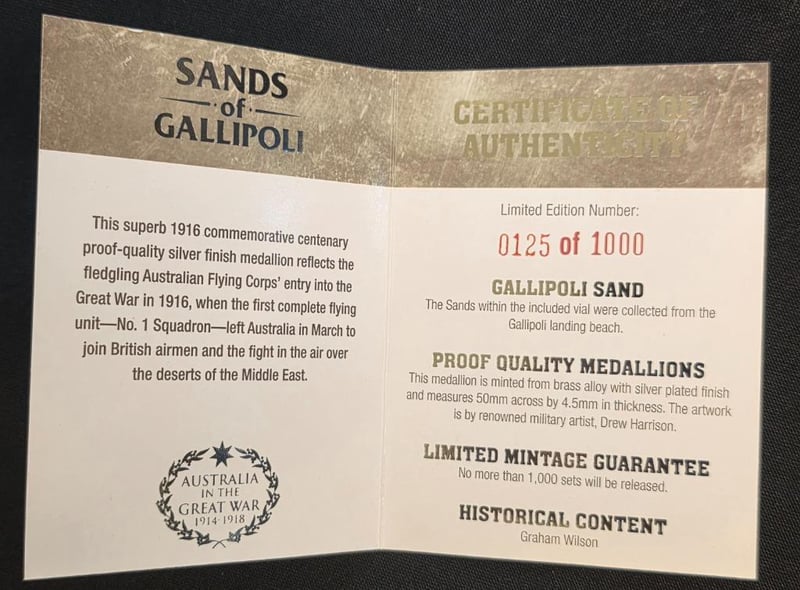 SANDS
of
GALLIPOLI
This superb 1916 commemorative centenary
proof-quality silver finish medallion reflects the
fledgling Australian Flying Corps' entry into the
Great War in 1916, when the first complete flying
unit—No. 1 Squadron—left Australia in March to
join British airmen and the fight in the air over
the deserts of the Middle East.
AUSTRALIA
IN THE
GREAT WAR
1914-1918
CERTIFICATE OF
AUTHENTICITY
Limited Edition Number:
0125 of 1000
GALLIPOLI SAND
The Sands within the included vial were collected from the
Gallipoli landing beach.
PROOF QUALITY MEDALLIONS
This medallion is minted from brass alloy with silver plated finish
and measures 50mm across by 4.5mm in thickness. The artwork
is by renowned military artist, Drew Harrison.
LIMITED MINTAGE GUARANTEE
No more than 1,000 sets will be released.
HISTORICAL CONTENT
Graham Wilson